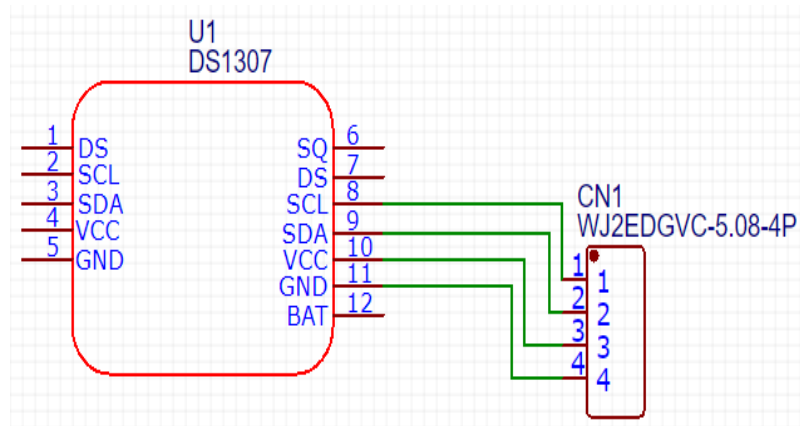 U1
DS1307
1 DS
2 SCL
3 SDA
4 VCC
5 GND
SQ 6
DS 7
SCL 8
SDA 9
VCC 10
GND 11
BAT 12
CN1
WJ2EDGVC-5.08-4P
1 1
2 2
3 3
4 4